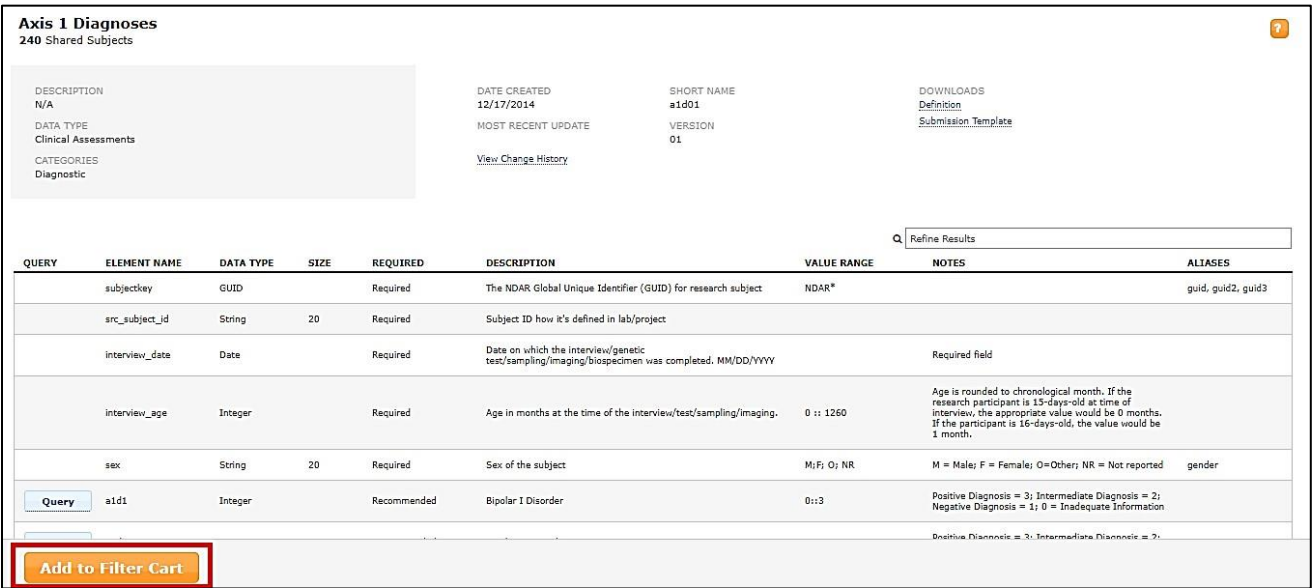 Axis 1 Diagnoses
240 Shared Subjects
?
DESCRIPTION
N/A
DATA TYPE
Clinical Assessments
CATEGORIES
Diagnostic
DATE CREATED
12/17/2014
MOST RECENT UPDATE
View Change History
SHORT NAME
a1d01
VERSION
01
DOWNLOADS
Definition
Submission Template
Refine Results
QUERY ELEMENT NAME DATA TYPE SIZE REQUIRED DESCRIPTION VALUE RANGE NOTES ALIASES
subjectkey GUID Required The NDAR Global Unique Identifier (GUID) for research subject NDAR* guid, guid2, guid3
src_subject_id String 20 Required Subject ID how it's defined in lab/project
interview_date Date Required Date on which the interview/genetic
test/sampling/imaging/biospecimen was completed. MM/DD/YYYY Required field
interview_age Integer Required Age in months at the time of the interview/test/sampling/imaging. 0 :: 1260 Age is rounded to chronological month. If the
research participant is 15-days-old at time of
interview, the appropriate value would be 0 months.
If the participant is 16-days-old, the value would be
1 month.
sex String 20 Required Sex of the subject M;F; O; NR M = Male; F = Female; O=Other; NR = Not reported gender
Query a1d1 Integer Recommended Bipolar I Disorder 0::3 Positive Diagnosis = 3; Intermediate Diagnosis = 2;
Negative Diagnosis = 1; 0 = Inadequate Information
Positive Diagnosis = 3; Intermediate Diagnosis = 2;
Add to Filter Cart